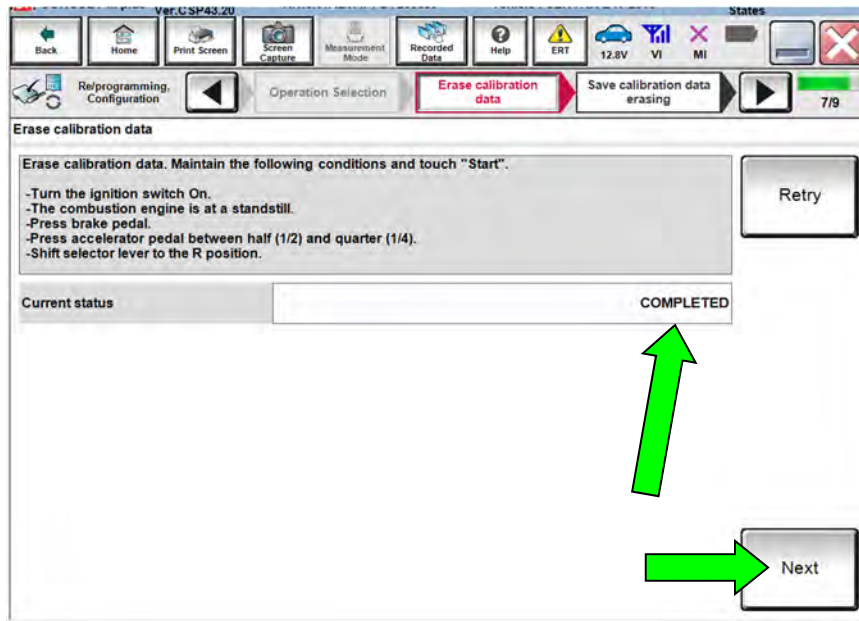 Ver.CSP43.20
States
Back
Home
Print Screen
Screen Capture
Measurement Mode
Recorded Data
Help
ERT
12.8V
VI
MI
Re/programming, Configuration
Operation Selection
Erase calibration data
Save calibration data erasing
7/9
Erase calibration data
Erase calibration data. Maintain the following conditions and touch "Start".
-Turn the ignition switch On.
-The combustion engine is at a standstill.
-Press brake pedal.
-Press accelerator pedal between half (1/2) and quarter (1/4).
-Shift selector lever to the R position.
Retry
Current status
COMPLETED
Next